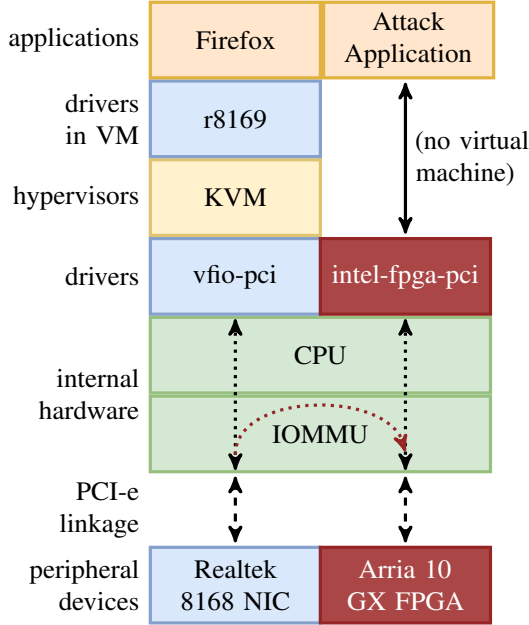 applications
Firefox
Attack
Application
drivers
in VM
r8169
(no virtual
machine)
hypervisors
KVM
drivers
vfio-pci
intel-fpga-pci
internal
hardware
CPU
IOMMU
PCI-e
linkage
peripheral
devices
Realtek
8168 NIC
Arria 10
GX FPGA